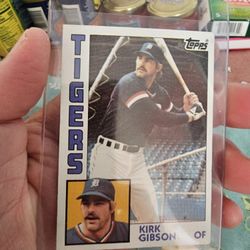 Topps
TIGERS
KIRK
GIBSON OF